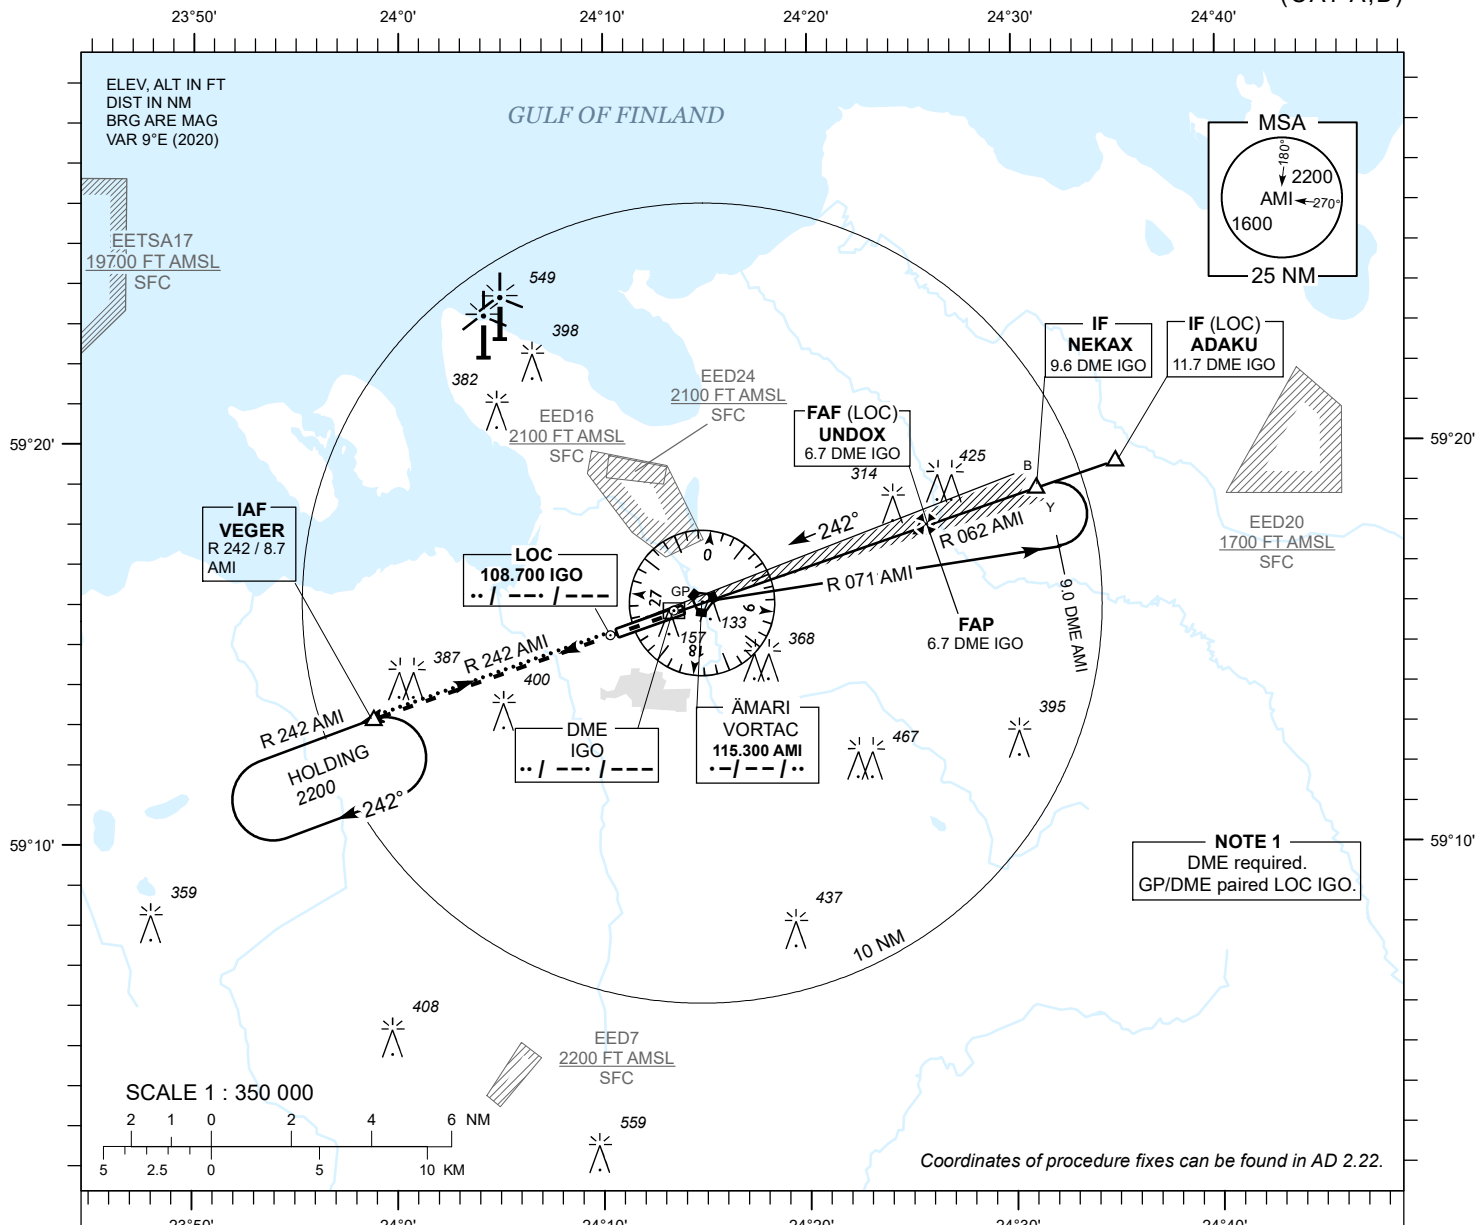 (CAT A,B)
23°50'
24°0'
24°10'
24°20'
24°30'
24°40'
ELEV, ALT IN FT
DIST IN NM
BRG ARE MAG
VAR 9°E (2020)
GULF OF FINLAND
MSA
180°
2200
AMI
270°
1600
25 NM
EETSA17
19700 FT AMSL
SFC
549
398
382
EED24
2100 FT AMSL
SFC
EED16
2100 FT AMSL
SFC
IF
NEKAX
9.6 DME IGO
IF (LOC)
ADAKU
11.7 DME IGO
FAF (LOC)
UNDOX
6.7 DME IGO
314
425
B
Y
59°20'
59°20'
IAF
VEGER
R 242 / 8.7
AMI
LOC
108.700 IGO
242°
R 062 AMI
R 071 AMI
EED20
1700 FT AMSL
SFC
0
9
18
27
GP
133
157
368
FAP
6.7 DME IGO
9.0 DME AMI
387
R 242 AMI
400
R 242 AMI
HOLDING
2200
242°
DME
IGO
ÄMARI
VORTAC
115.300 AMI
467
395
59°10'
59°10'
NOTE 1
DME required.
GP/DME paired LOC IGO.
359
437
10 NM
408
EED7
2200 FT AMSL
SFC
559
SCALE 1 : 350 000
2 1 0 2 4 6 NM
5 2.5 0 5 10 KM
Coordinates of procedure fixes can be found in AD 2.22.
23°50'
24°0'
24°10'
24°20'
24°30'
24°40'